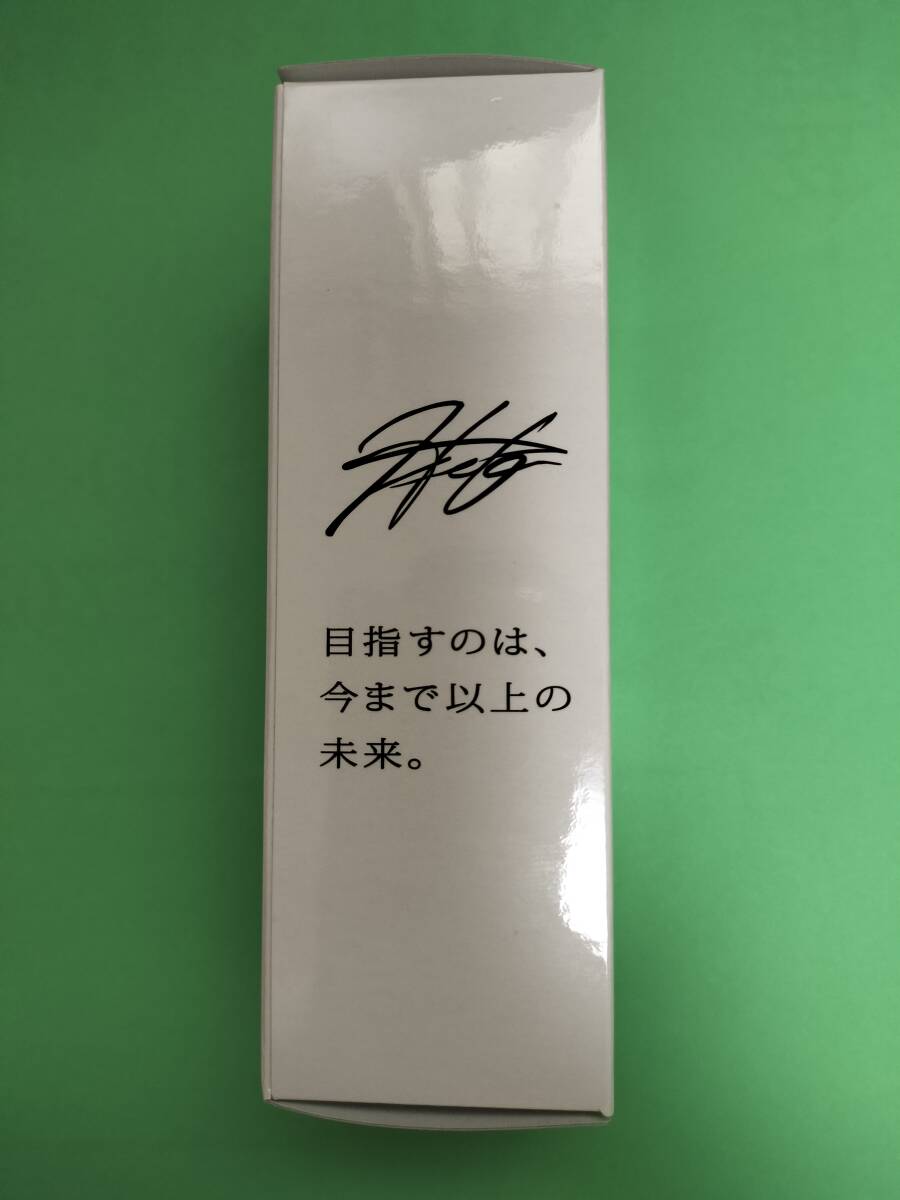 目指すのは、
今まで以上の
未来。